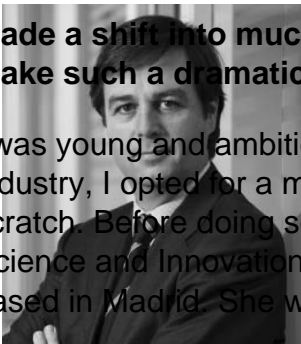 ade a shift into muc
ake such a dramatic
was young and ambitio
dustry, I opted for a m
cratch. Before doing s
cience and Innovation
ased in Madrid. She w